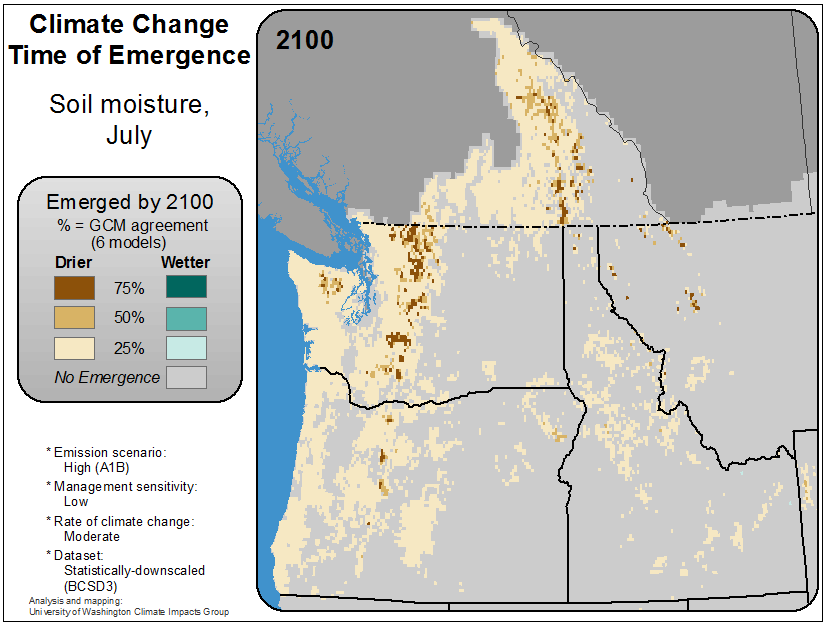 Climate Change
Time of Emergence
Soil moisture,
July
Emerged by 2100
% = GCM agreement
(6 models)
Drier Wetter
75%
50%
25%
No Emergence
* Emission scenario:
High (A1B)
* Management sensitivity:
Low
* Rate of climate change:
Moderate
* Dataset:
Statistically-downscaled
(BCSD3)
Analysis and mapping:
University of Washington Climate Impacts Group
2100